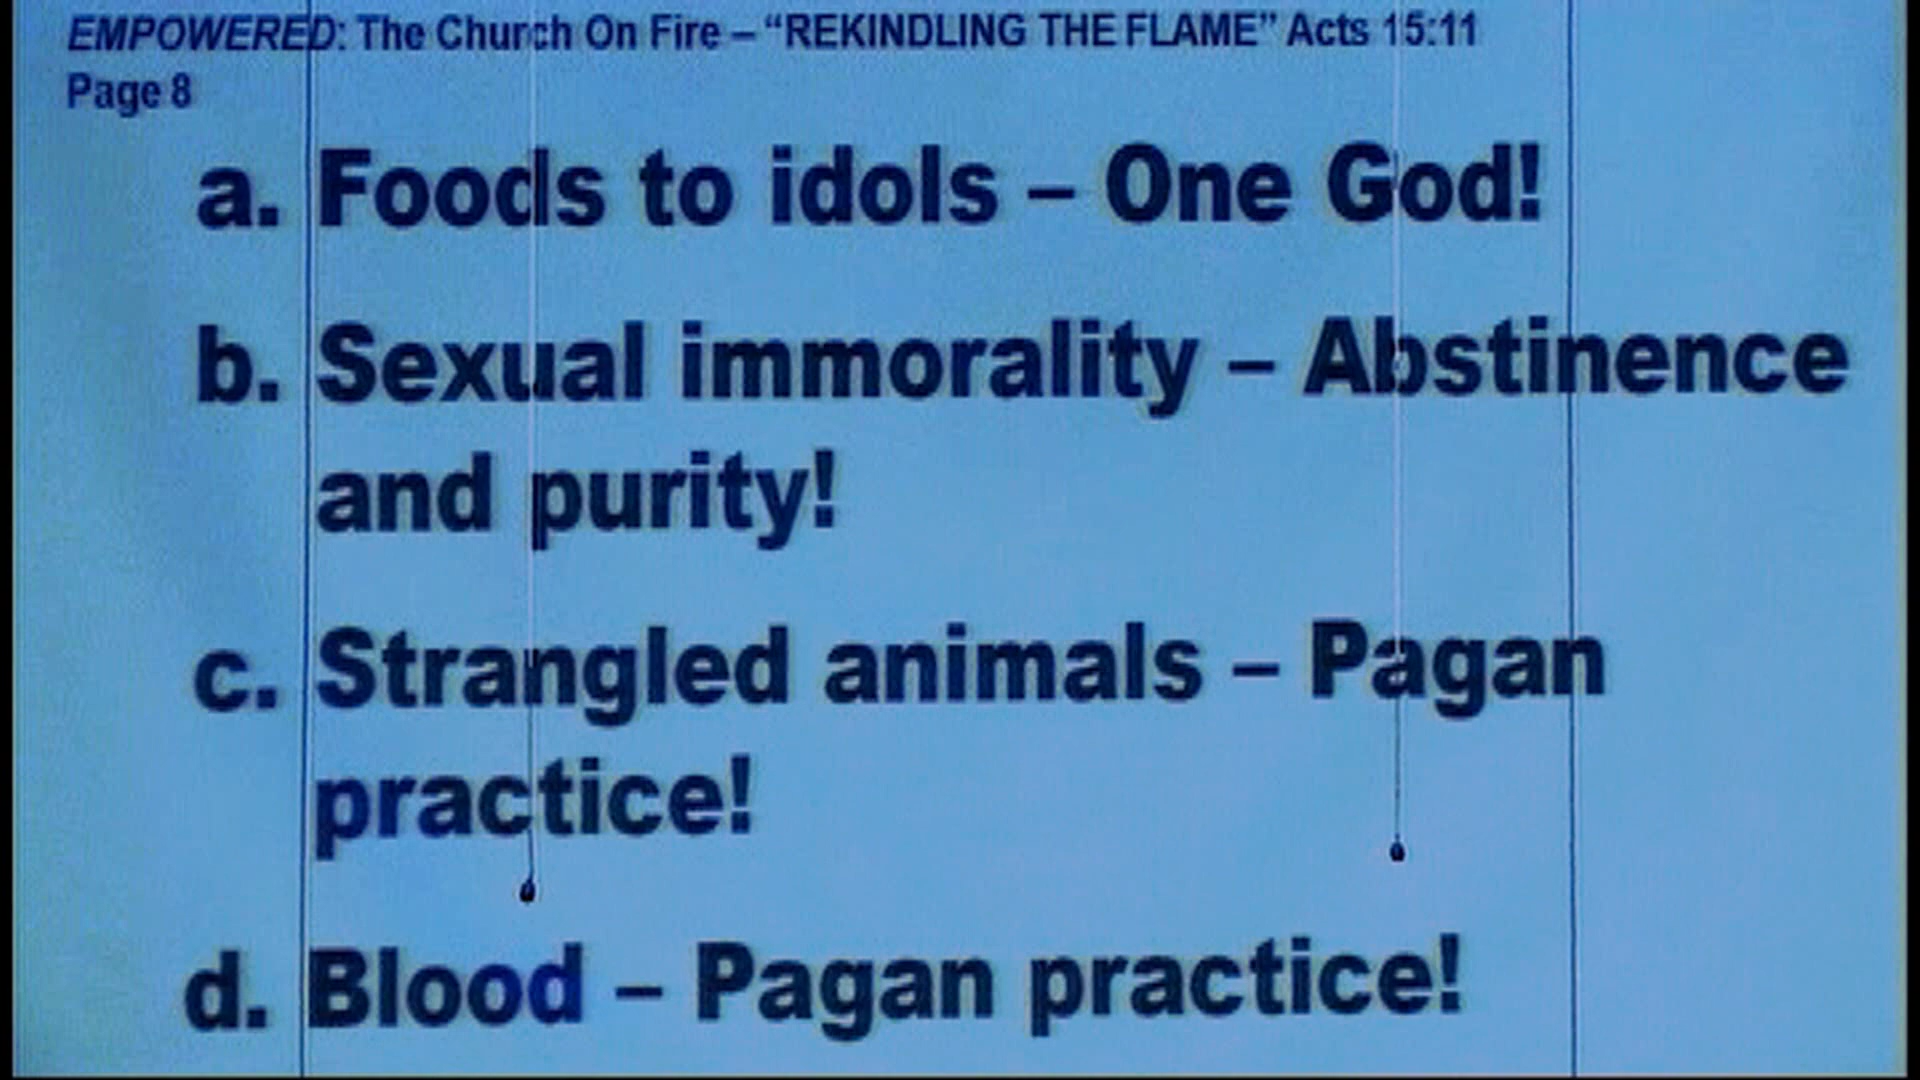 EMPOWERED: The Church On Fire – “REKINDLING THE FLAME” Acts 15:11
Page 8
a. Foods to idols – One God!
b. Sexual immorality – Abstinence
and purity!
c. Strangled animals – Pagan
practice!
d. Blood – Pagan practice!